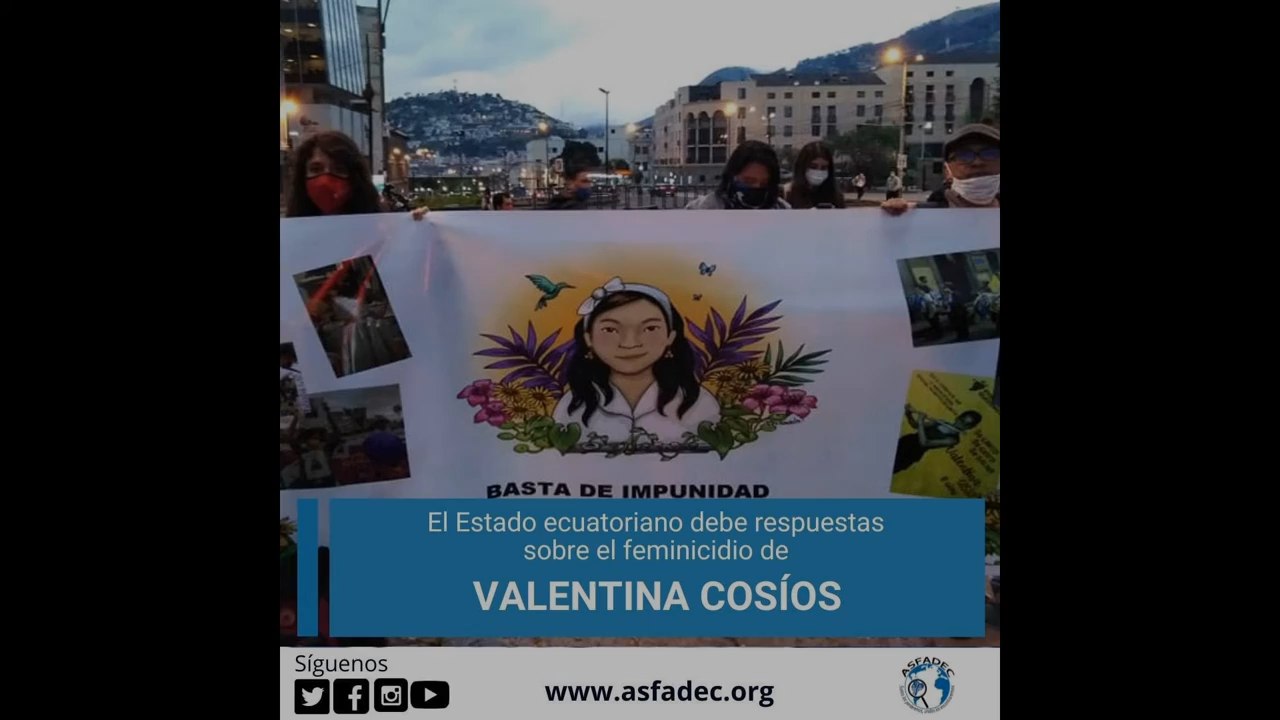 BASTA DE IMPUNIDAD
El Estado ecuatoriano debe respuestas
sobre el feminicidio de
VALENTINA COSÍOS
Síguenos
www.asfadec.org
ASFADEC